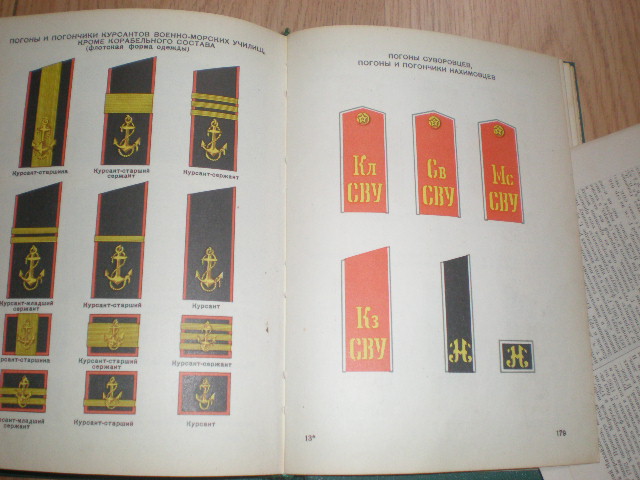 ПОГОНЫ И ПОГОНЧИКИ КУРСАНТОВ ВОЕННО-МОРСКИХ УЧИЛИЩ,
КРОМЕ КОРАБЕЛЬНОГО СОСТАВА
(флотская форма одежды)
Курсант-старшина
Курсант-старший
сержант
Курсант-сержант
Курсант-младший
сержант
Курсант-старший
Курсант
Курсант-старшина
Курсант-старший
сержант
Курсант-сержант
Курсант-младший
сержант
Курсант-старший
Курсант
ПОГОНЫ СУВОРОВЦЕВ,
ПОГОНЫ И ПОГОНЧИКИ НАХИМОВЦЕВ
Кл
СВУ
Св
СВУ
Мс
СВУ
Кз
СВУ
Н
Н
13*
179